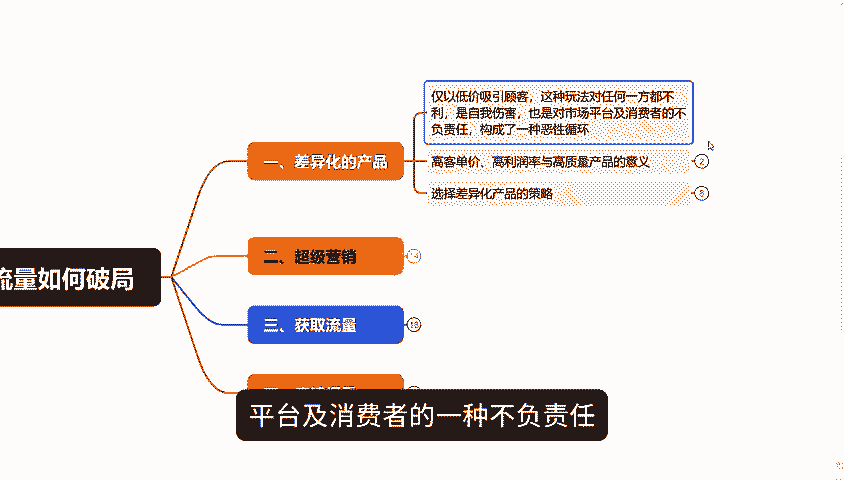 仅以低价吸引顾客，这种玩法对任何一方都不
利，是自我伤害，也是对市场平台及消费者的不
负责任，构成了一种恶性循环
一、差异化的产品
高客单价、高利润率与高质量产品的意义
2
选择差异化产品的策略
二、超级营销
14
流量如何破局
三、获取流量
平台及消费者的一种不负责任